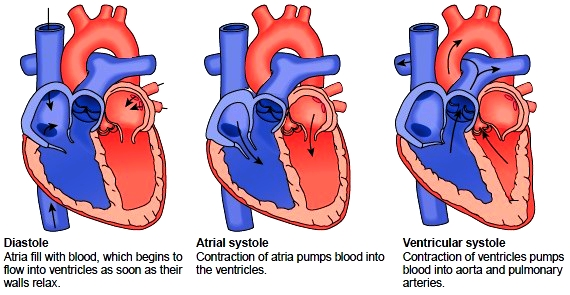 Diastole
Atria fill with blood, which begins to
flow into ventricles as soon as their
walls relax.
Atrial systole
Contraction of atria pumps blood into
the ventricles.
Ventricular systole
Contraction of ventricles pumps
blood into aorta and pulmonary
arteries.